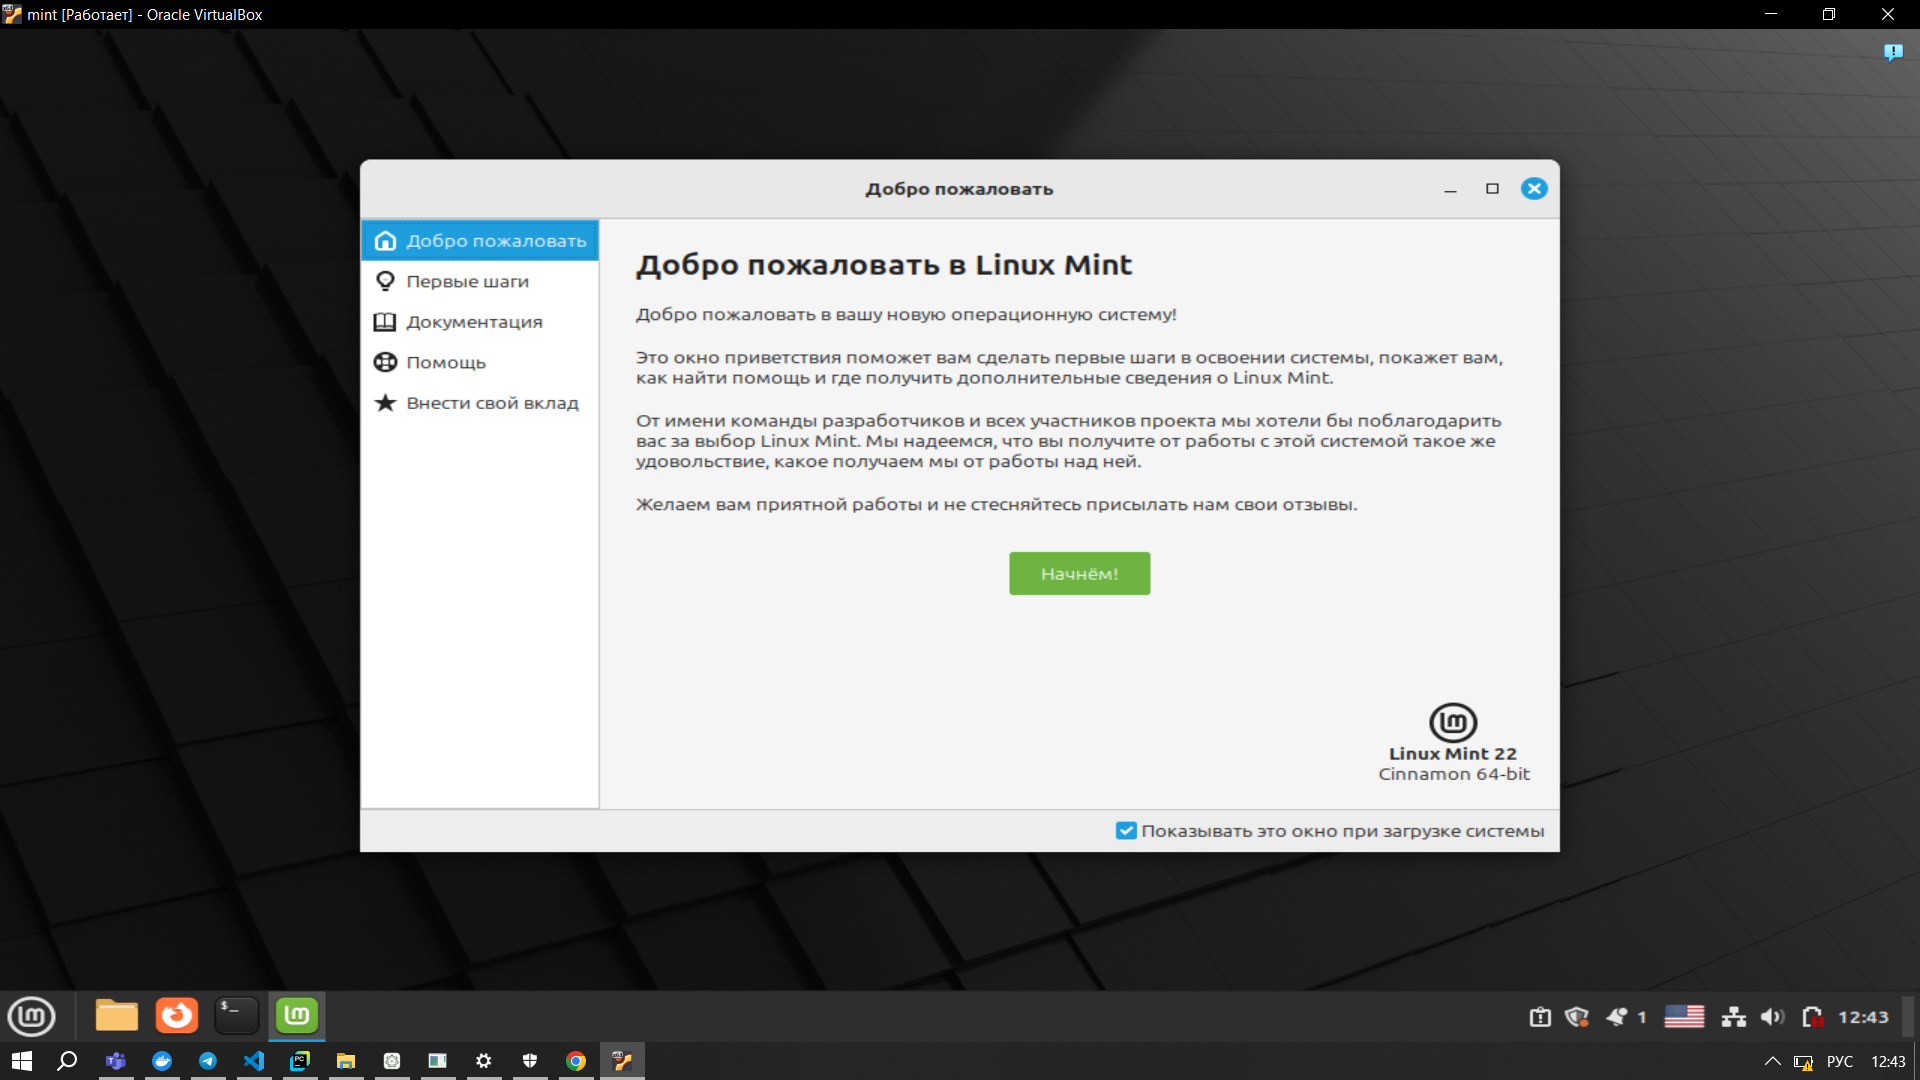 mint [Работает] - Oracle VirtualBox
Добро пожаловать
Добро пожаловать
Первые шаги
Документация
Помощь
Внести свой вклад
Добро пожаловать в Linux Mint
Добро пожаловать в вашу новую операционную систему!
Это окно приветствия поможет вам сделать первые шаги в освоении системы, покажет вам,
как найти помощь и где получить дополнительные сведения о Linux Mint.
От имени команды разработчиков и всех участников проекта мы хотели бы поблагодарить
вас за выбор Linux Mint. Мы надеемся, что вы получите от работы с этой системой такое же
удовольствие, какое получаем мы от работы над ней.
Желаем вам приятной работы и не стесняйтесь присылать нам свои отзывы.
Начнём!
Linux Mint 22
Cinnamon 64-bit
Показывать это окно при загрузке системы
1
12:43
РУС
12:43